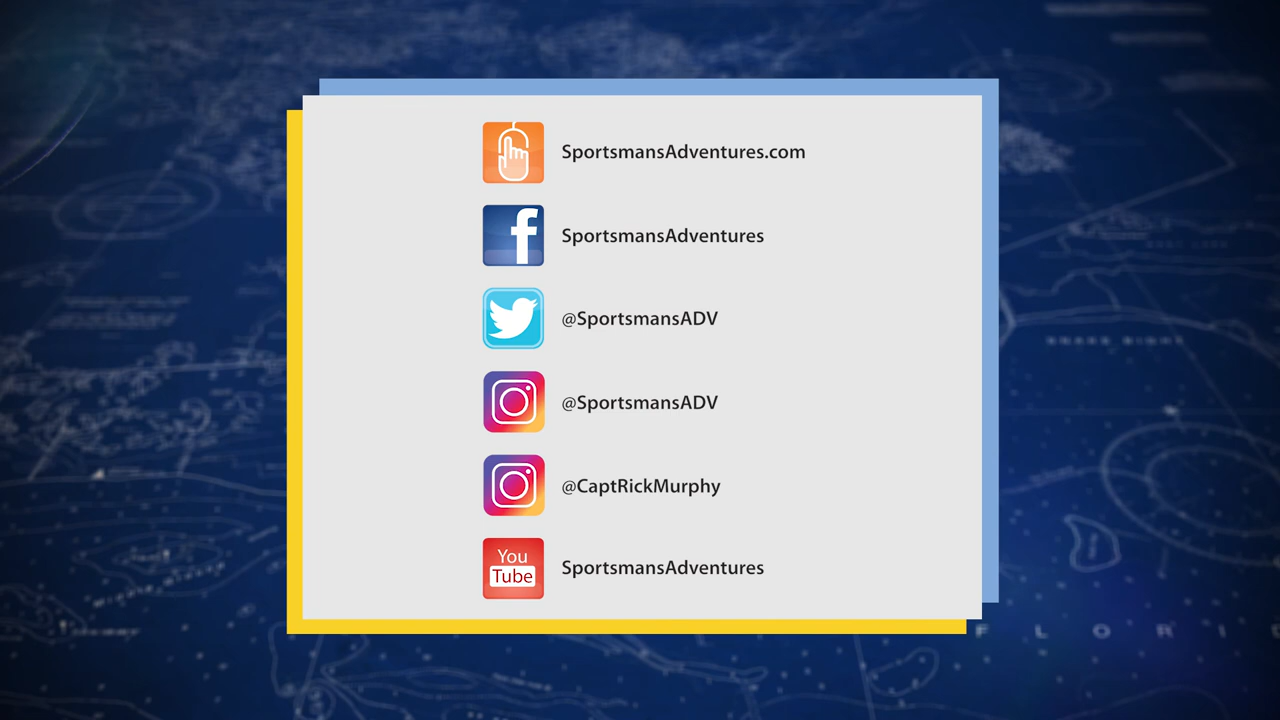 SportsmansAdventures.com
f SportsmansAdventures
@SportsmansADV
@SportsmansADV
@CaptRickMurphy
You
Tube
SportsmansAdventures
F L O R I